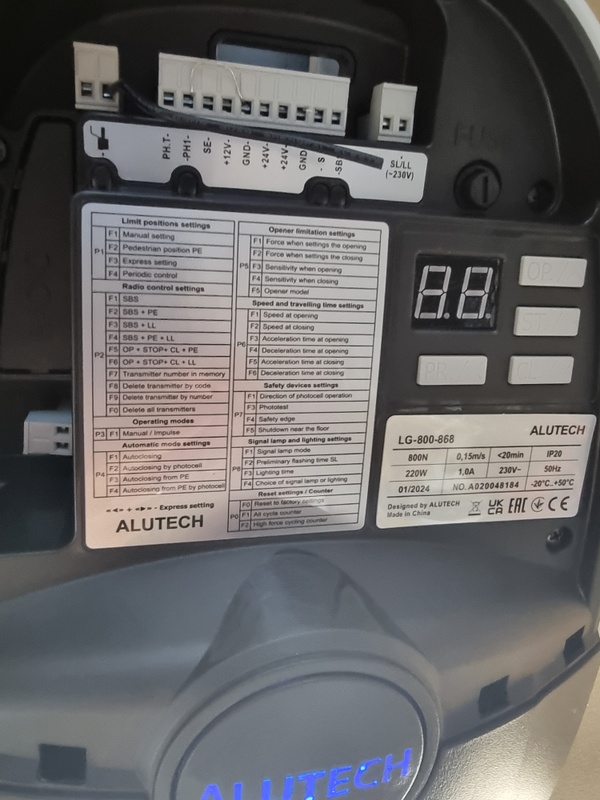 FUSE
PH.T-
-PH1-
SE-
+12V-
GND-
+24V-
+24V-
GND
- S
-SB
SL/LL
(~230V)
Limit positions settings
P1
F1 Manual setting
F2 Pedestrian position PE
F3 Express setting
F4 Periodic control
Radio control settings
P2
F1 SBS
F2 SBS + PE
F3 SBS + LL
F4 SBS + PE + LL
F5 OP + STOP+ CL + PE
F6 OP + STOP+ CL + LL
F7 Transmitter number in memory
F8 Delete transmitter by code
F9 Delete transmitter by number
F0 Delete all transmitters
Operating modes
P3 F1 Manual / Impulse
Automatic mode settings
P4
F1 Autoclosing
F2 Autoclosing by photocell
F3 Autoclosing from PE
F4 Autoclosing from PE by photocell
- Express setting
ALUTECH
Opener limitation settings
P5
F1 Force when settings the opening
F2 Force when settings the closing
F3 Sensitivity when opening
F4 Sensitivity when closing
F5 Opener model
Speed and travelling time settings
P6
F1 Speed at opening
F2 Speed at closing
F3 Acceleration time at opening
F4 Deceleration time at opening
F5 Acceleration time at closing
F6 Deceleration time at closing
Safety devices settings
P7
F1 Direction of photocell operation
F3 Phototest
F4 Safety edge
F5 Shutdown near the floor
Signal lamp and lighting settings
F1 Signal lamp mode
F2 Preliminary flashing time SL
F3 Lighting time
F4 Choice of signal lamp or lighting
Reset settings / Counter
P0
F0 Reset to factory settings
F1 All cycle counter
F2 High force cycling counter
OP
ST
PR
CL
LG-800-868 ALUTECH
800N 0,15m/s <20min IP20
220W 1,0A 230V~ 50Hz
01/2024 NO.A020048184 -20°C..+50°C
Designed by ALUTECH
Made in China
UK CA EAC CE
ALUTECH